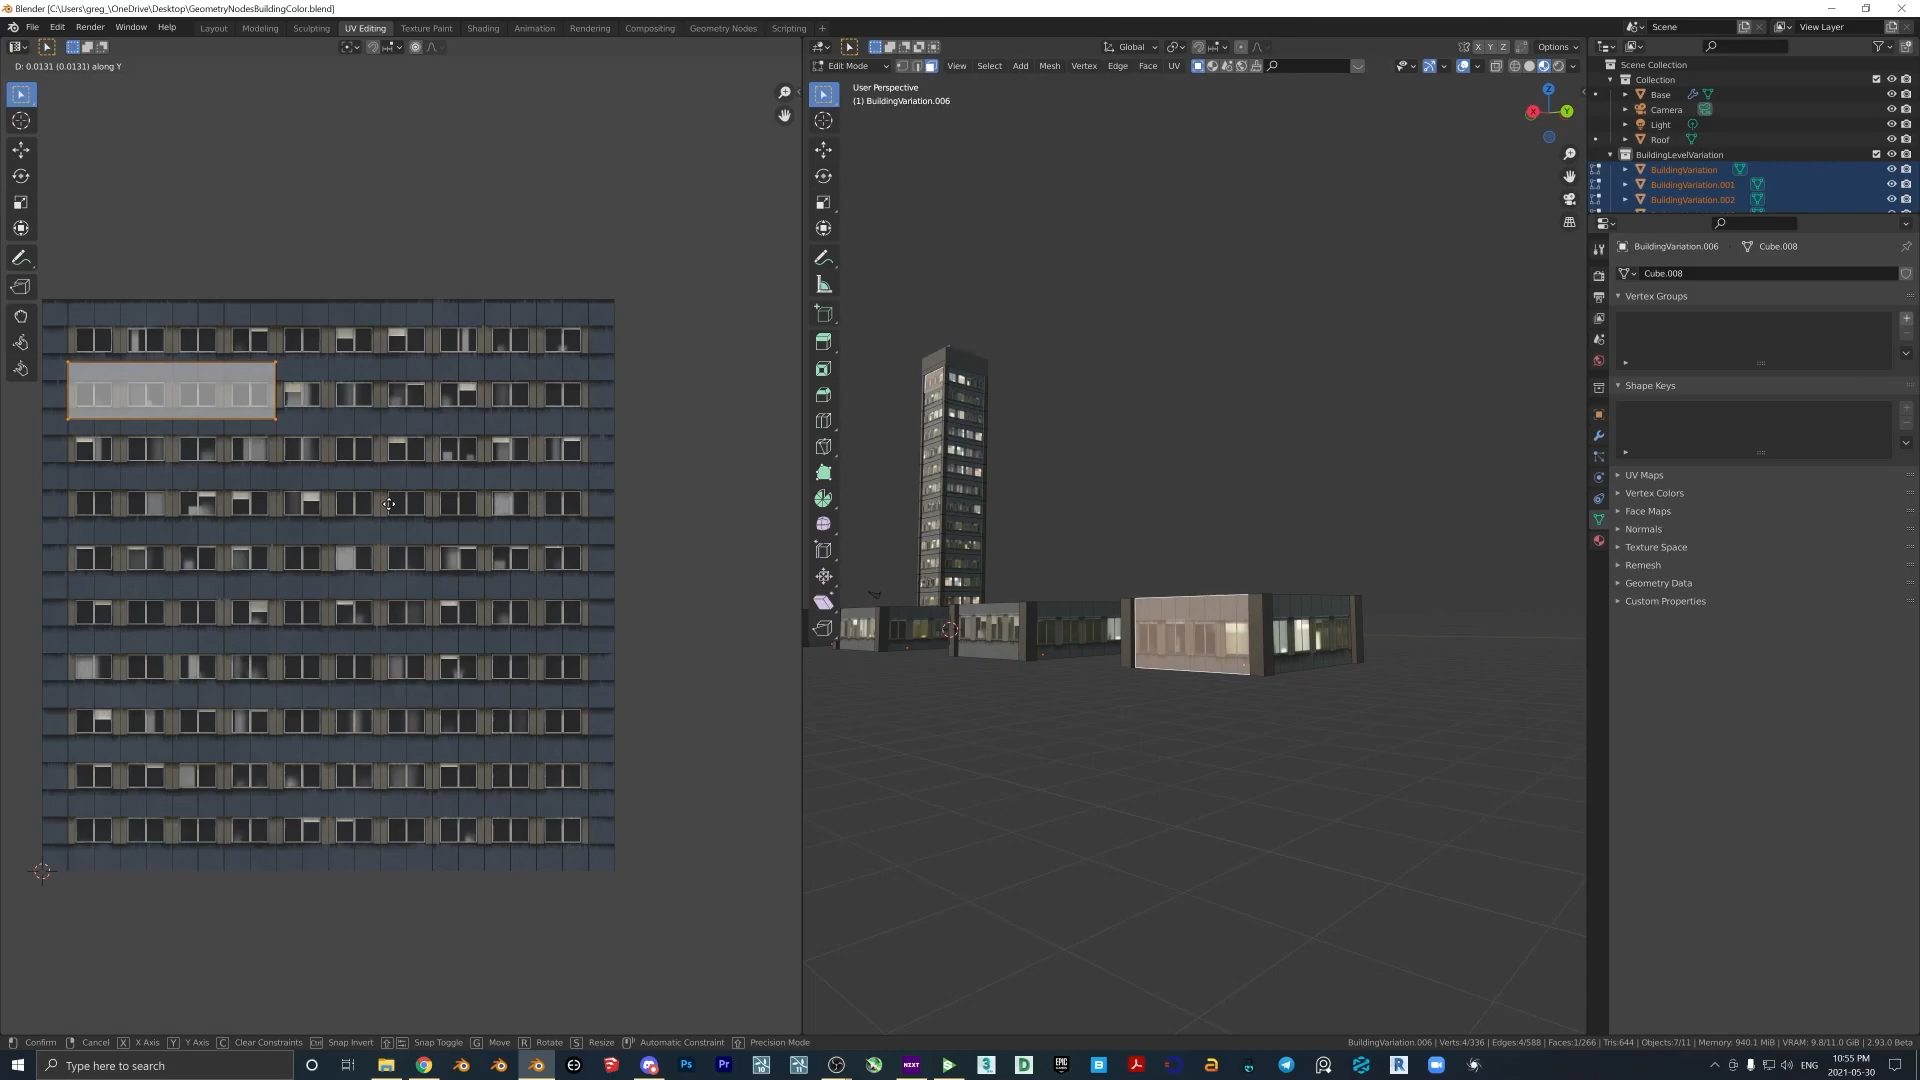 Blender [C:\Users\greg_\OneDrive\Desktop\GeometryNodesBuildingColor.blend]
File Edit Render Window Help Layout Modeling Sculpting UV Editing Texture Paint Shading Animation Rendering Compositing Geometry Nodes Scripting + Scene View Layer
Global X Y Z Options
D: 0.0131 (0.0131) along Y
Edit Mode View Select Add Mesh Vertex Edge Face UV
Scene Collection
Collection
Base
Camera
Light
Roof
BuildingLevelVariation
BuildingVariation
BuildingVariation.001
BuildingVariation.002
User Perspective
(1) BuildingVariation.006
Z
X Y
BuildingVariation.006 Cube.008
Cube.008
Vertex Groups
Shape Keys
UV Maps
Vertex Colors
Face Maps
Normals
Texture Space
Remesh
Geometry Data
Custom Properties
Confirm Cancel X X Axis Y Y Axis C Clear Constraints Ctrl Snap Invert Snap Toggle G Move R Rotate S Resize Automatic Constraint Precision Mode
BuildingVariation.006 | Verts:4/336 | Edges:4/588 | Faces:1/266 | Tris:644 | Objects:7/11 | Memory: 940.1 MiB | VRAM: 9.8/11.0 GiB | 2.93.0 Beta
Type here to search
Ps Pr NZXT 3 D EPIC GAMES B a R
ENG
10:55 PM
2021-05-30